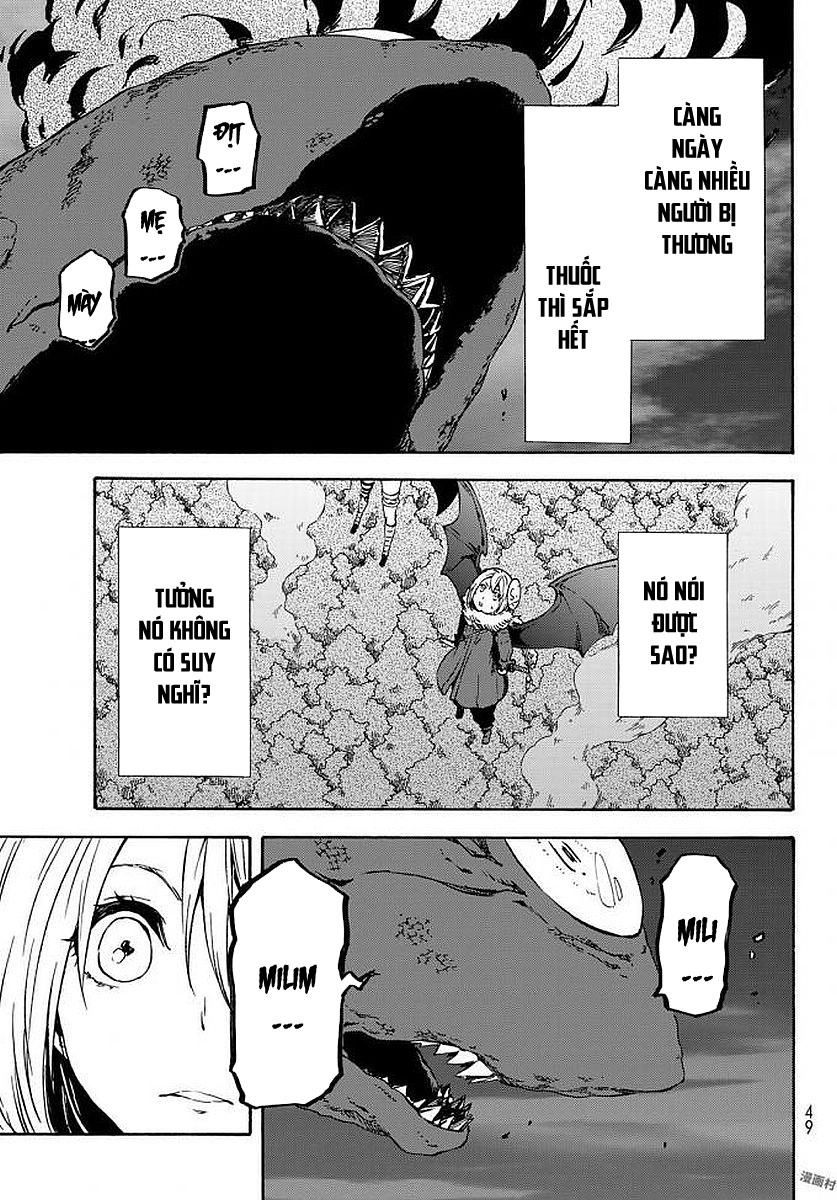 CÀNG
NGÀY
CÀNG NHIỀU
NGƯỜI BỊ
THƯƠNG
THUỐC
THÌ SẮP
HẾT
ĐỊT
---
MẸ
---
MÀY
NÓ NÓI
ĐƯỢC
SAO?
TƯỞNG
NÓ KHÔNG
CÓ SUY
NGHĨ?
MILI
---
MILIM
---
49
漫画村